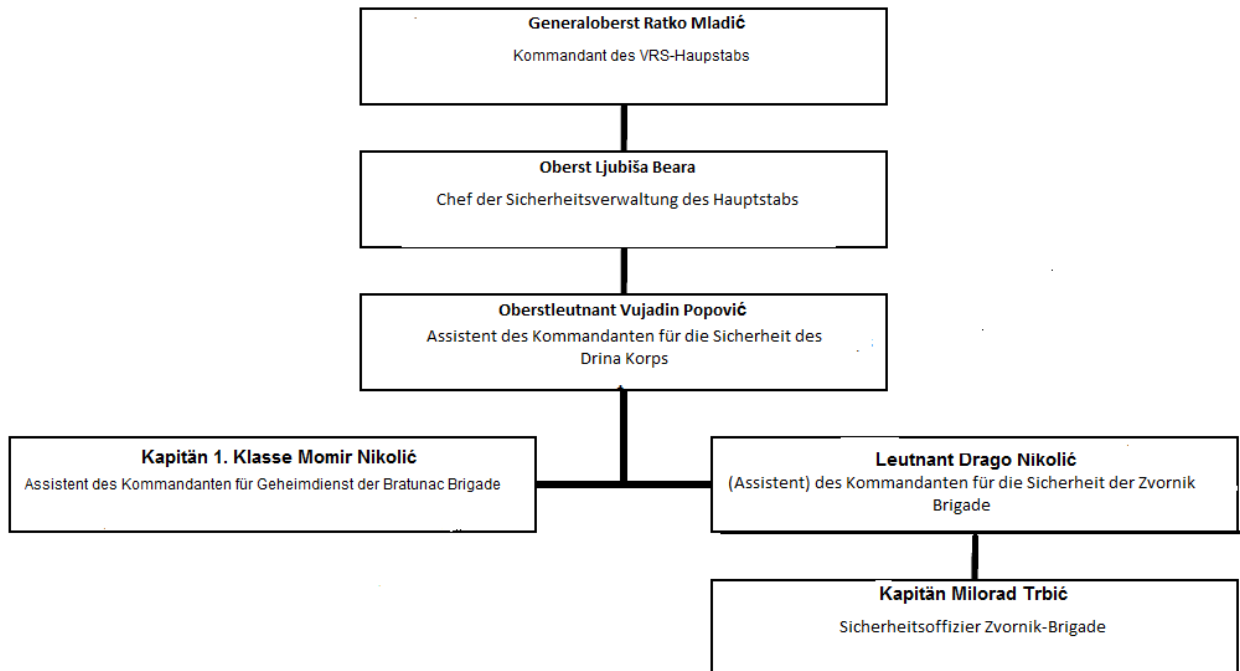 Generaloberst Ratko Mladić
Kommandant des VRS-Haupstabs
Oberst Ljubiša Beara
Chef der Sicherheitsverwaltung des Hauptstabs
Oberstleutnant Vujadin Popović
Assistent des Kommandanten für die Sicherheit des
Drina Korps
Kapitän 1. Klasse Momir Nikolić
Assistent des Kommandanten für Geheimdienst der Bratunac Brigade
Leutnant Drago Nikolić
(Assistent) des Kommandanten für die Sicherheit der Zvornik
Brigade
Kapitän Milorad Trbić
Sicherheitsoffizier Zvornik-Brigade